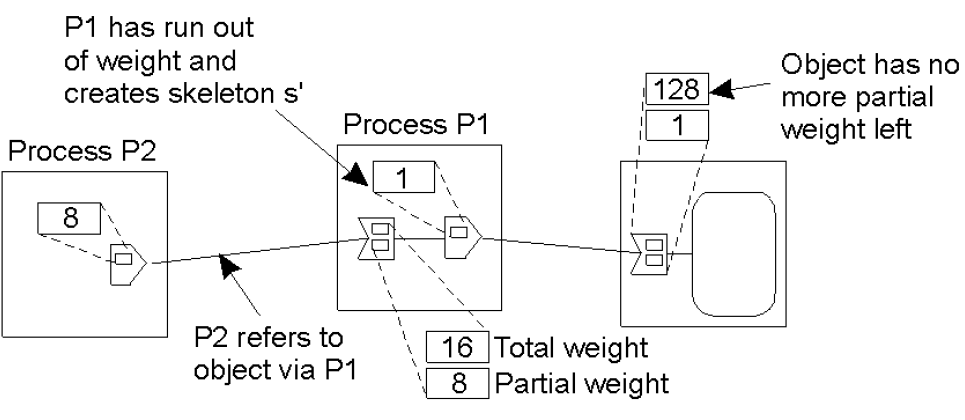 P1 has run out
of weight and
creates skeleton s'
Process P1
128
1
Object has no
more partial
weight left
Process P2
8
1
P2 refers to
object via P1
16 Total weight
8 Partial weight